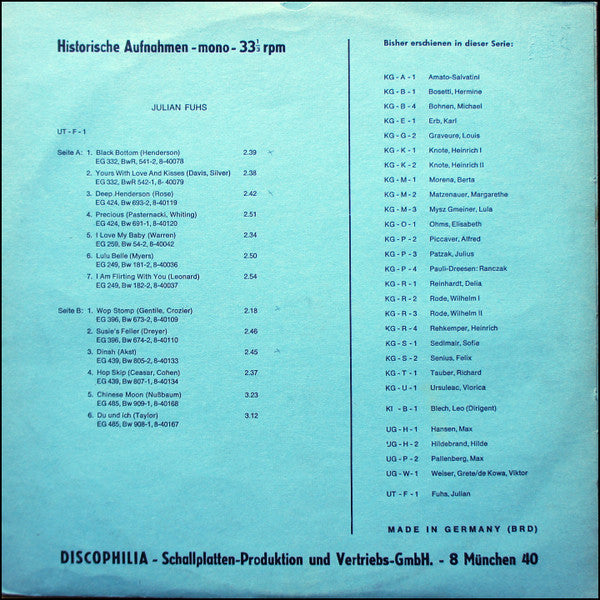 Historische Aufnahmen - mono - 33⅓ rpm
JULIAN FUHS
UT - F - 1
Seite A: 1. Black Bottom (Henderson) 2.39
EG 332, BwR, 541-2, 8-40078
2. Yours With Love And Kisses (Davis, Silver) 2.38
EG 332, BwR 542-1, 8- 40079
3. Deep Henderson (Rose) 2.42
EG 424, Bw 693-2, 8-40119
4. Precious (Pasternacki, Whiting) 2.51
EG 424, Bw 691-1, 8-40120
5. I Love My Baby (Warren) 2.34
EG 259, Bw 54-2, 8-40042
6. Lulu Belle (Myers) 2.50
EG 249, Bw 181-2, 8-40036
7. I Am Flirting With You (Leonard) 2.54
EG 249, Bw 182-2, 8-40037
Seite B: 1. Wop Stomp (Gentile, Crozier) 2.18
EG 396, Bw 673-2, 8-40109
2. Susie's Feller (Dreyer) 2.46
EG 396, Bw 674-2, 8-40110
3. Dinah (Akst) 2.45
EG 439, Bw 805-2, 8-40133
4. Hop Skip (Ceasar, Cohen) 2.37
EG 439, Bw 807-1, 8-40134
5. Chinese Moon (Nußbaum) 3.23
EG 485, Bw 909-1, 8-40168
6. Du und ich (Taylor) 3.12
EG 485, Bw 908-1, 8-40167
Bisher erschienen in dieser Serie:
KG - A - 1 Amato-Salvatini
KG - B - 1 Bosetti, Hermine
KG - B - 4 Bohnen, Michael
KG - E - 1 Erb, Karl
KG - G - 2 Graveure, Louis
KG - K - 1 Knote, Heinrich I
KG - K - 2 Knote, Heinrich II
KG - M - 1 Morena, Berta
KG - M - 2 Matzenauer, Margarethe
KG - M - 3 Mysz Gmeiner, Lula
KG - O - 1 Ohms, Elisabeth
KG - P - 2 Piccaver, Alfred
KG - P - 3 Patzak, Julius
KG - P - 4 Pauli-Dreesen: Ranczak
KG - R - 1 Reinhardt, Delia
KG - R - 2 Rode, Wilhelm I
KG - R - 3 Rode, Wilhelm II
KG - R - 4 Rehkemper, Heinrich
KG - S - 1 Sedlmair, Sofie
KG - S - 2 Senius, Felix
KG - T - 1 Tauber, Richard
KG - U - 1 Ursuleac, Viorica
KI - B - 1 Blech, Leo (Dirigent)
UG - H - 1 Hansen, Max
UG - H - 2 Hildebrand, Hilde
UG - P - 2 Pallenberg, Max
UG - W - 1 Weiser, Grete/de Kowa, Viktor
UT - F - 1 Fuhs, Julian
MADE IN GERMANY (BRD)
DISCOPHILIA - Schallplatten-Produktion und Vertriebs-GmbH. - 8 München 40